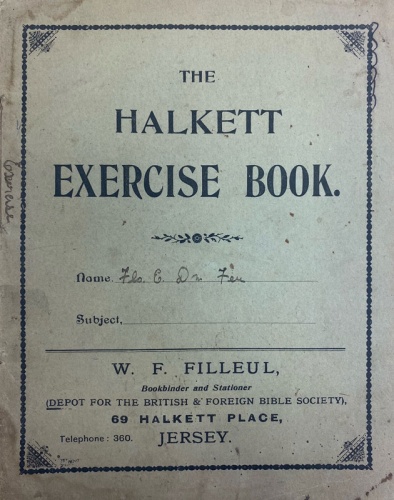 THE
HALKETT
EXERCISE BOOK.
Name. Flo. C. Du Feu
Subject,
W. F. FILLEUL,
Bookbinder and Stationer
(DEPOT FOR THE BRITISH & FOREIGN BIBLE SOCIETY),
69 HALKETT PLACE,
Telephone: 360. JERSEY.